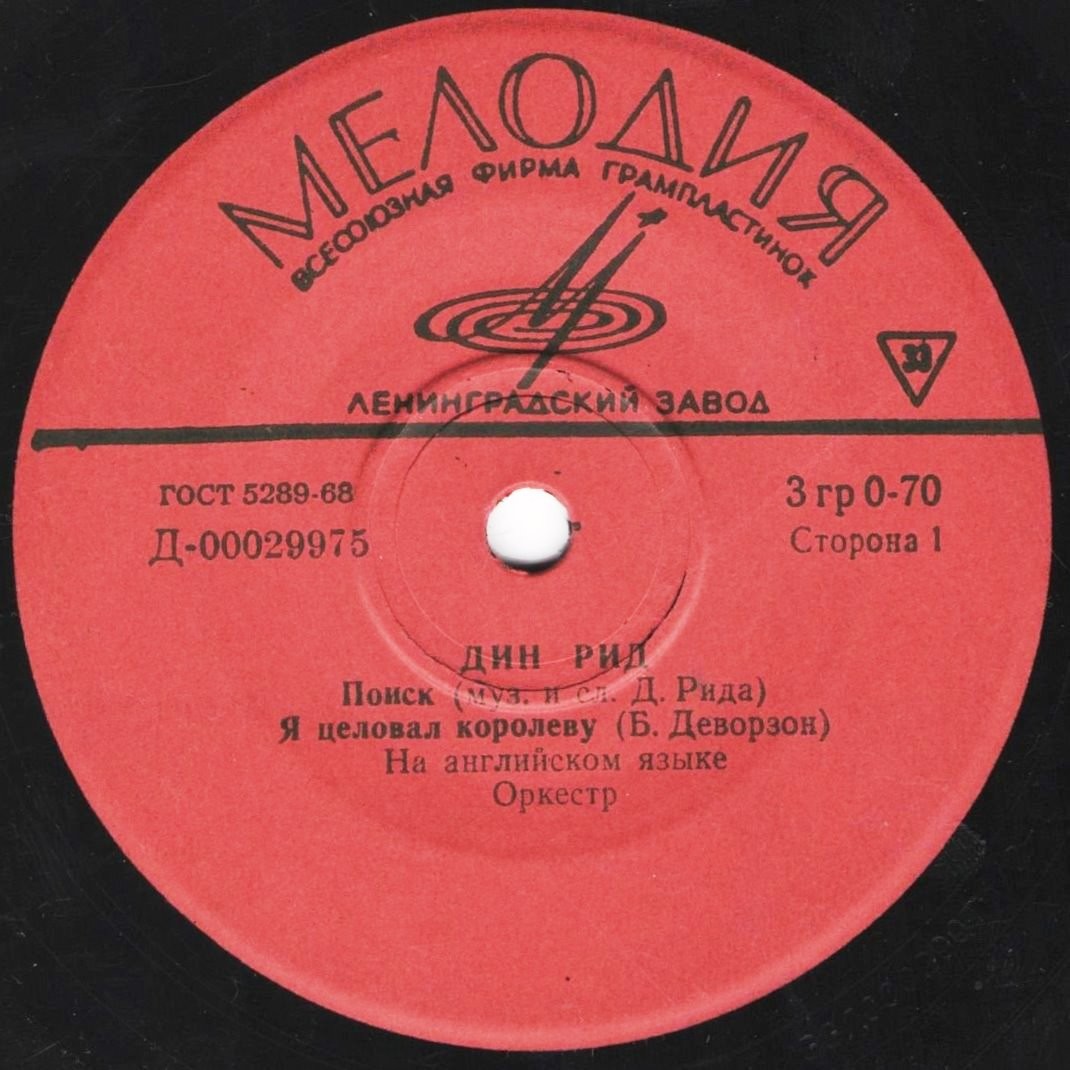 МЕЛОДИЯ
ВСЕСОЮЗНАЯ ФИРМА ГРАМПЛАСТИНОК
33
ЛЕНИНГРАДСКИЙ ЗАВОД
ГОСТ 5289-68
3 гр 0-70
Д-00029975
Сторона 1
ДИН РИД
Поиск (муз. и сл. Д. Рида)
Я целовал королеву (Б. Деворзон)
На английском языке
Оркестр